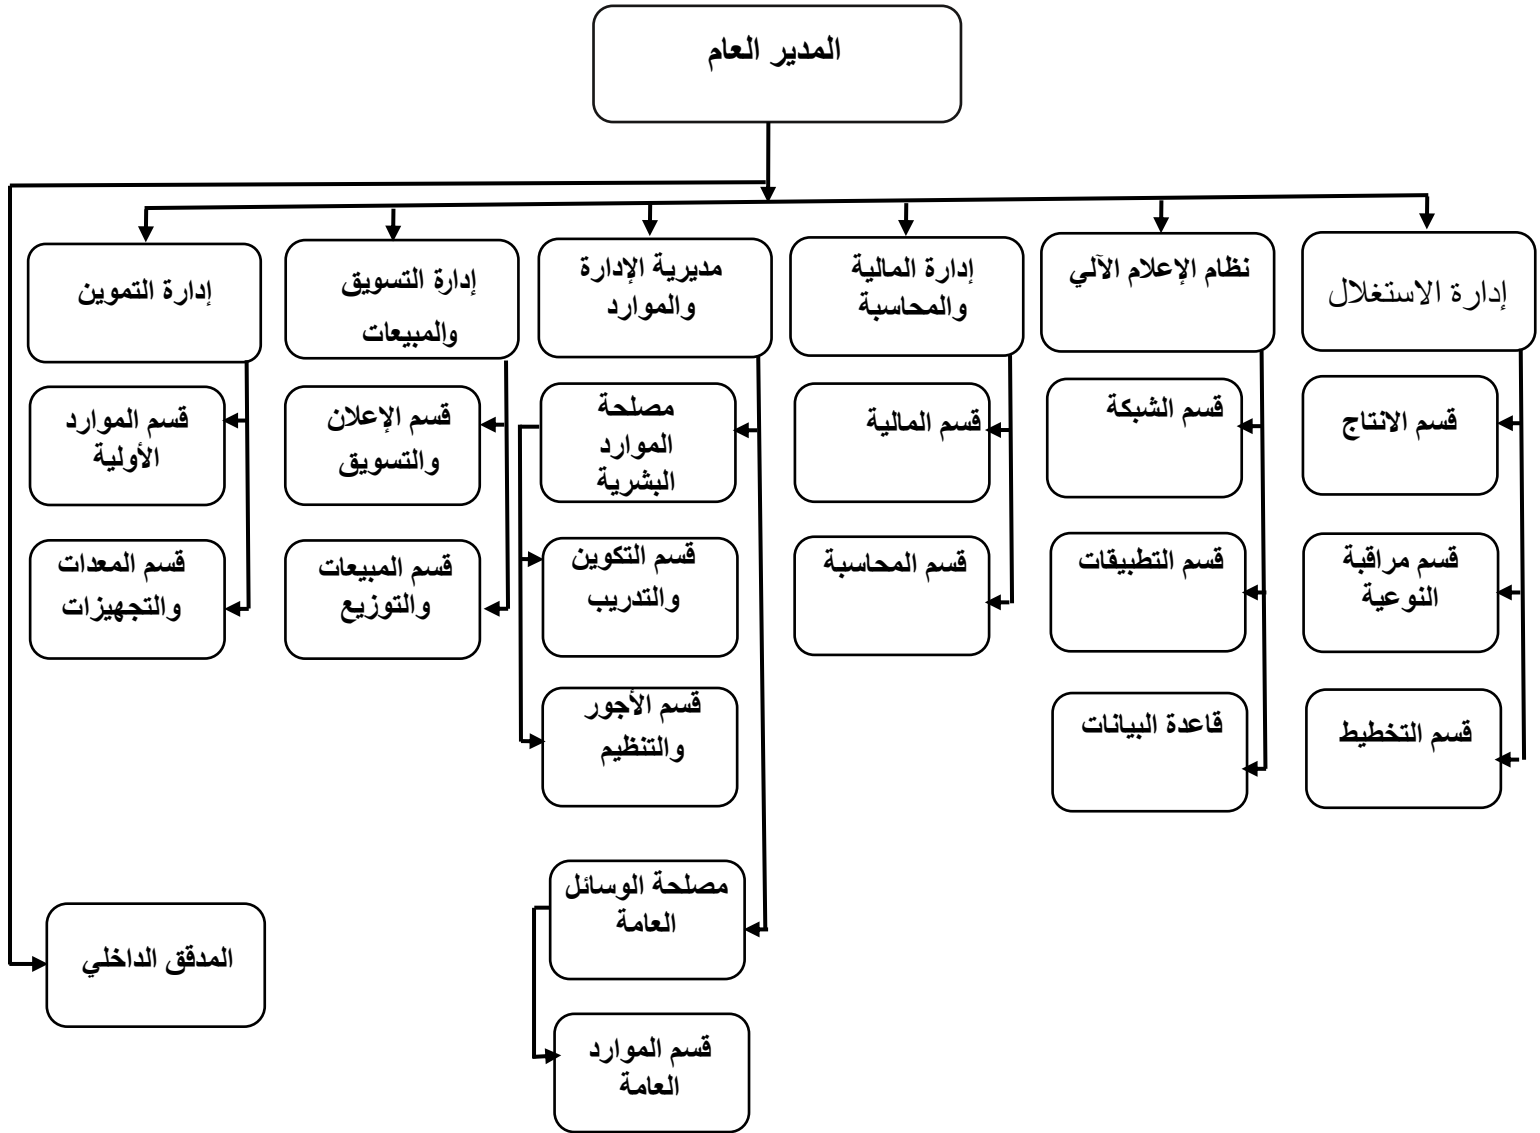 المدير العام
إدارة الاستغلال
نظام الإعلام الآلي
إدارة المالية
والمحاسبة
مديرية الإدارة
والموارد
إدارة التسويق
والمبيعات
إدارة التموين
قسم الانتاج
قسم الشبكة
قسم المالية
مصلحة
الموارد
البشرية
قسم الإعلان
والتسويق
قسم الموارد
الأولية
قسم مراقبة
النوعية
قسم التطبيقات
قسم المحاسبة
قسم التكوين
والتدريب
قسم المبيعات
والتوزيع
قسم المعدات
والتجهيزات
قسم التخطيط
قاعدة البيانات
قسم الأجور
والتنظيم
مصلحة الوسائل
العامة
المدقق الداخلي
قسم الموارد
العامة